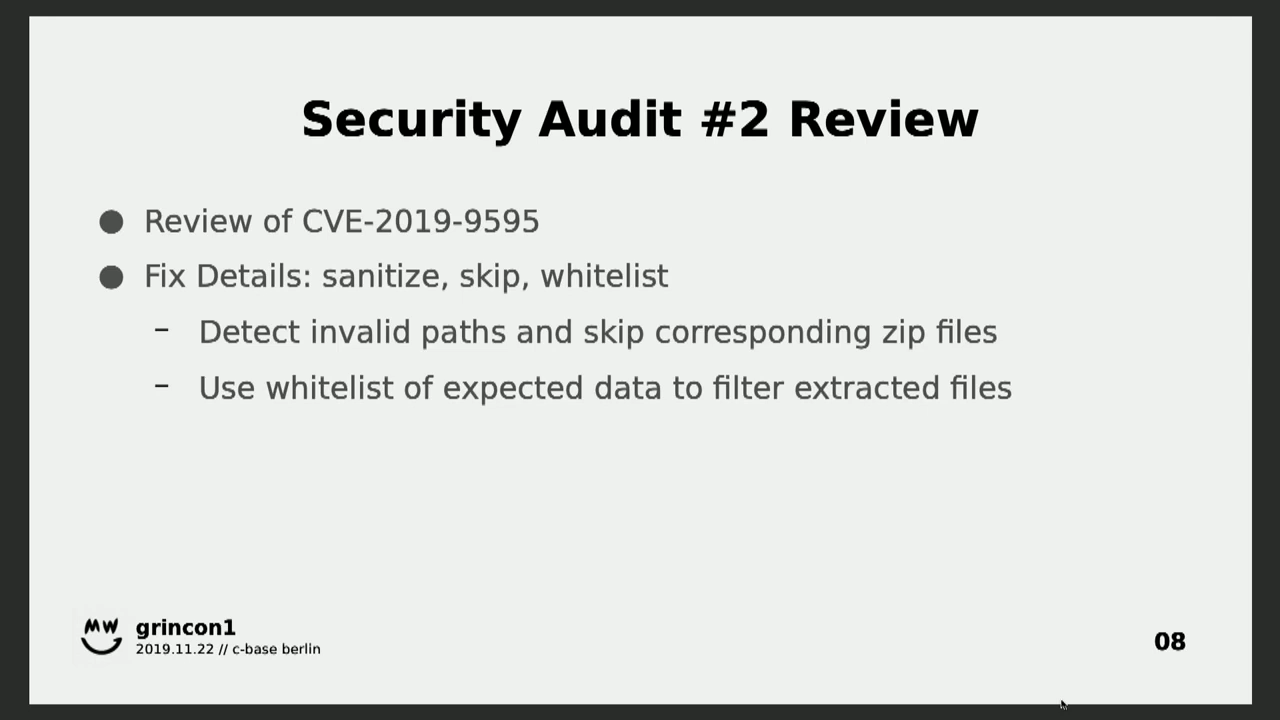 Security Audit #2 Review
Review of CVE-2019-9595
Fix Details: sanitize, skip, whitelist
Detect invalid paths and skip corresponding zip files
Use whitelist of expected data to filter extracted files
MW
grincon1
2019.11.22 // c-base berlin
08